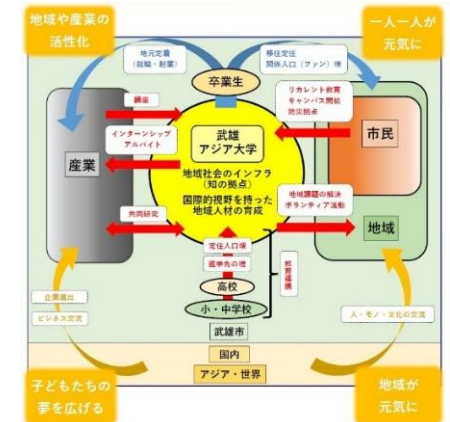 地域や産業の
活性化
一人一人が
元気に
地元定着
(就職・起業)
移住定住
関係人口(ファン)増
卒業生
講座
リカレント教育
キャンパス開放
防災拠点
武雄
アジア大学
市民
インターンシップ
アルバイト
産業
地域社会のインフラ
(知の拠点)
国際的視野を持った
地域人材の育成
地域課題の解決
ボランティア活動
共同研究
地域
定住人口増
進学先の増
教育連携
高校
小・中学校
企業進出
ビジネス交流
人・モノ・文化の交流
武雄市
国内
アジア・世界
子どもたちの
夢を広げる
地域が
元気に